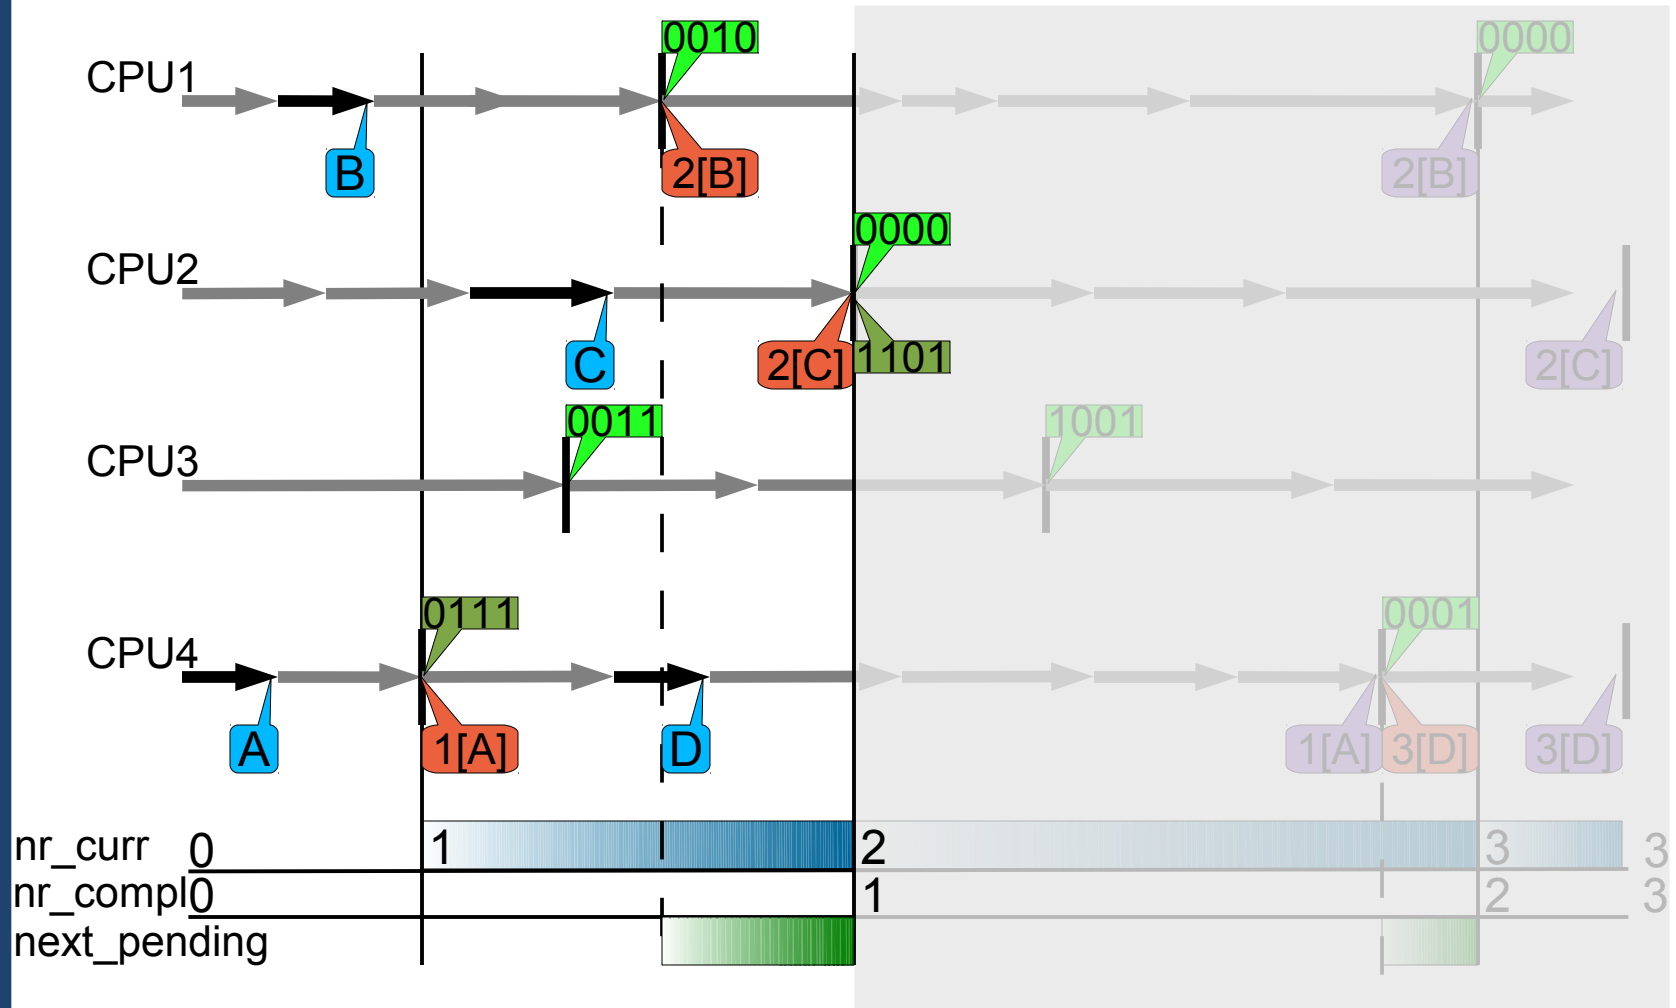 0010 0000
CPU1
B 2[B] 2[B]
0000
CPU2
C 2[C] 1101 2[C]
0011 1001
CPU3
0111 0001
CPU4
A 1[A] D 1[A] 3[D] 3[D]
nr_curr 0 1 2 3 3
nr_compl 0 1 2 3
next_pending